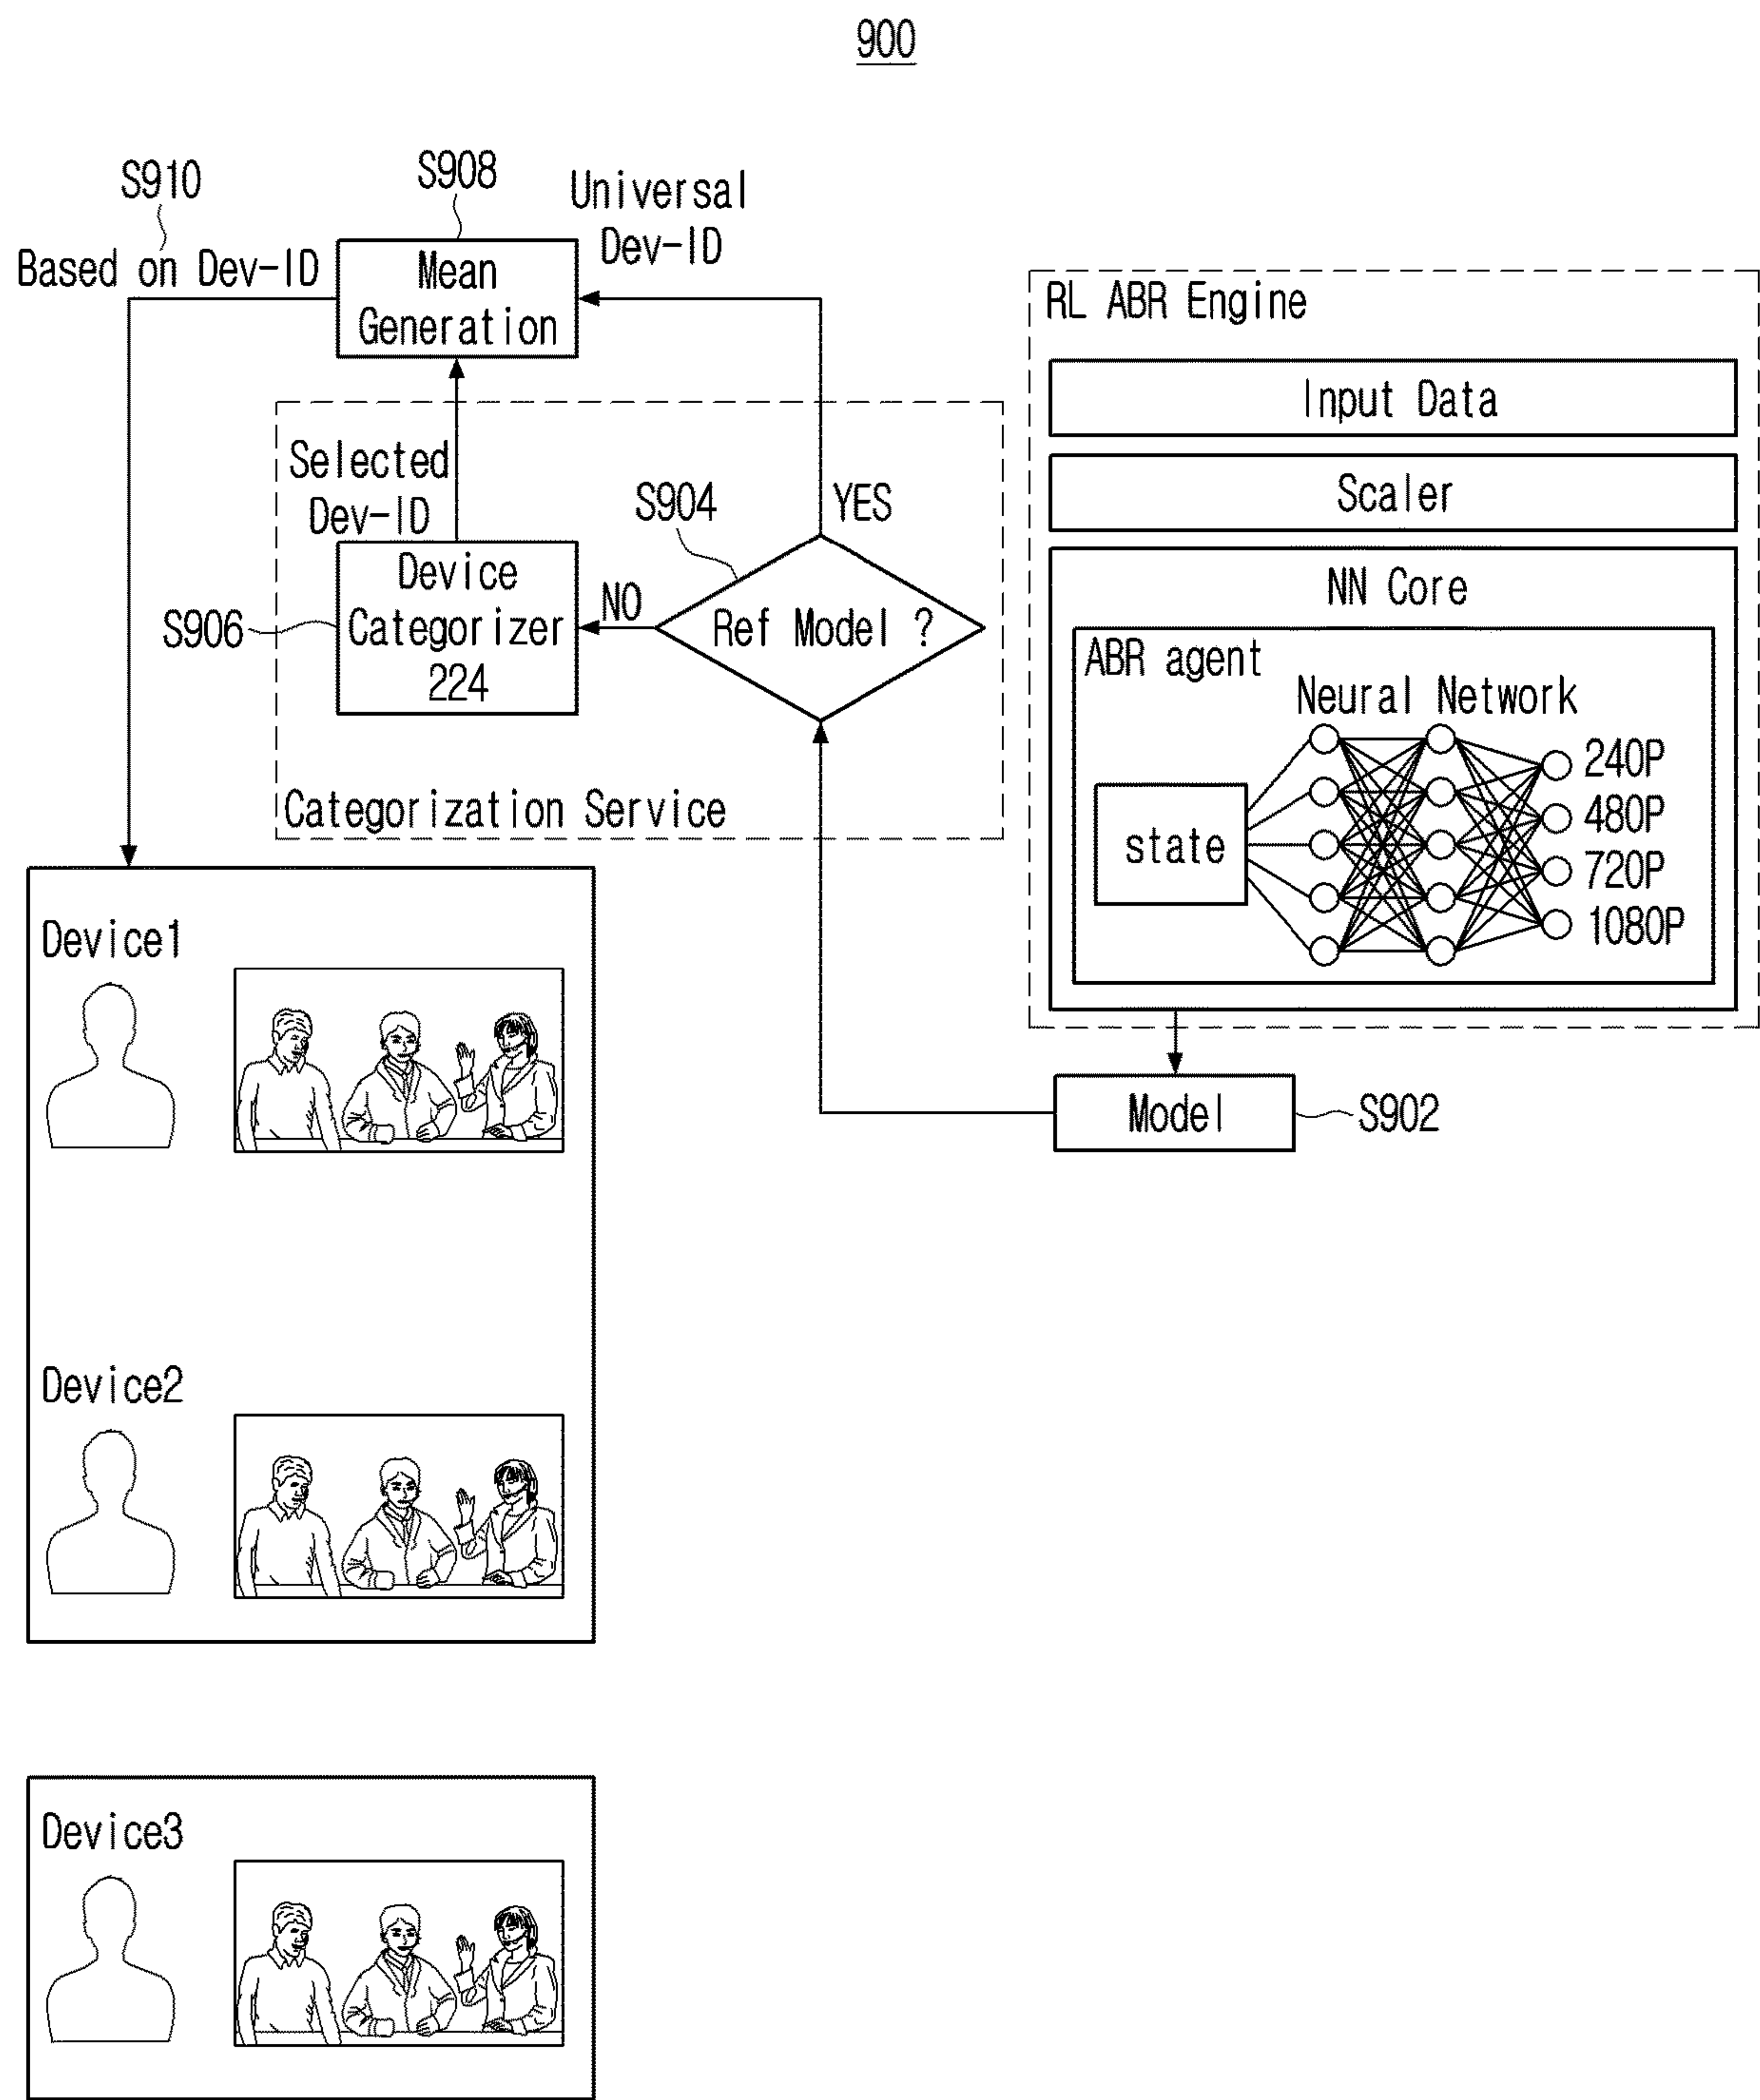 900
S910
Based on Dev-ID
S908
Mean
Generation
Universal
Dev-ID
Selected
Dev-ID
S904
YES
S906
Device
Categorizer
224
NO
Ref Model ?
Categorization Service
RL ABR Engine
Input Data
Scaler
NN Core
ABR agent
Neural Network
state
240P
480P
720P
1080P
Model
S902
Device1
Device2
Device3